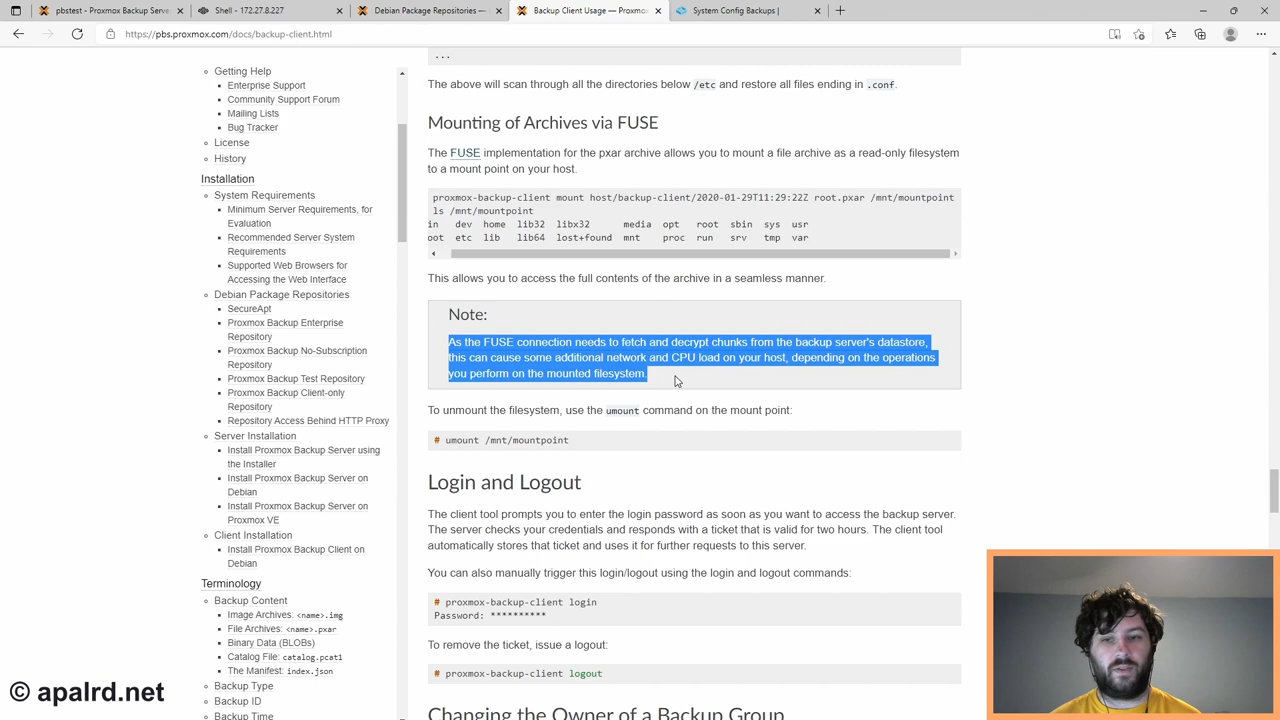 pbstest - Proxmox Backup Server
Shell - 172.27.8.227
Debian Package Repositories —
Backup Client Usage — Proxmox
System Config Backups |
https://pbs.proxmox.com/docs/backup-client.html
Getting Help
Enterprise Support
Community Support Forum
Mailing Lists
Bug Tracker
License
History
Installation
System Requirements
Minimum Server Requirements, for
Evaluation
Recommended Server System
Requirements
Supported Web Browsers for
Accessing the Web Interface
Debian Package Repositories
SecureApt
Proxmox Backup Enterprise
Repository
Proxmox Backup No-Subscription
Repository
Proxmox Backup Test Repository
Proxmox Backup Client-only
Repository
Repository Access Behind HTTP Proxy
Server Installation
Install Proxmox Backup Server using
the Installer
Install Proxmox Backup Server on
Debian
Install Proxmox Backup Server on
Proxmox VE
Client Installation
Install Proxmox Backup Client on
Debian
Terminology
Backup Content
Image Archives: <name>.img
File Archives: <name>.pxar
Binary Data (BLOBs)
Catalog File: catalog.pcat1
The Manifest: index.json
Backup Type
Backup ID
Backup Time
...
The above will scan through all the directories below /etc and restore all files ending in .conf.
Mounting of Archives via FUSE
The FUSE implementation for the pxar archive allows you to mount a file archive as a read-only filesystem
to a mount point on your host.
proxmox-backup-client mount host/backup-client/2020-01-29T11:29:22Z root.pxar /mnt/mountpoint
ls /mnt/mountpoint
in dev home lib32 libx32 media opt root sbin sys usr
oot etc lib lib64 lost+found mnt proc run srv tmp var
This allows you to access the full contents of the archive in a seamless manner.
Note:
As the FUSE connection needs to fetch and decrypt chunks from the backup server's datastore,
this can cause some additional network and CPU load on your host, depending on the operations
you perform on the mounted filesystem.
To unmount the filesystem, use the umount command on the mount point:
# umount /mnt/mountpoint
Login and Logout
The client tool prompts you to enter the login password as soon as you want to access the backup server.
The server checks your credentials and responds with a ticket that is valid for two hours. The client tool
automatically stores that ticket and uses it for further requests to this server.
You can also manually trigger this login/logout using the login and logout commands:
# proxmox-backup-client login
Password: **********
To remove the ticket, issue a logout:
# proxmox-backup-client logout
Changing the Owner of a Backup Group
© apalrd.net